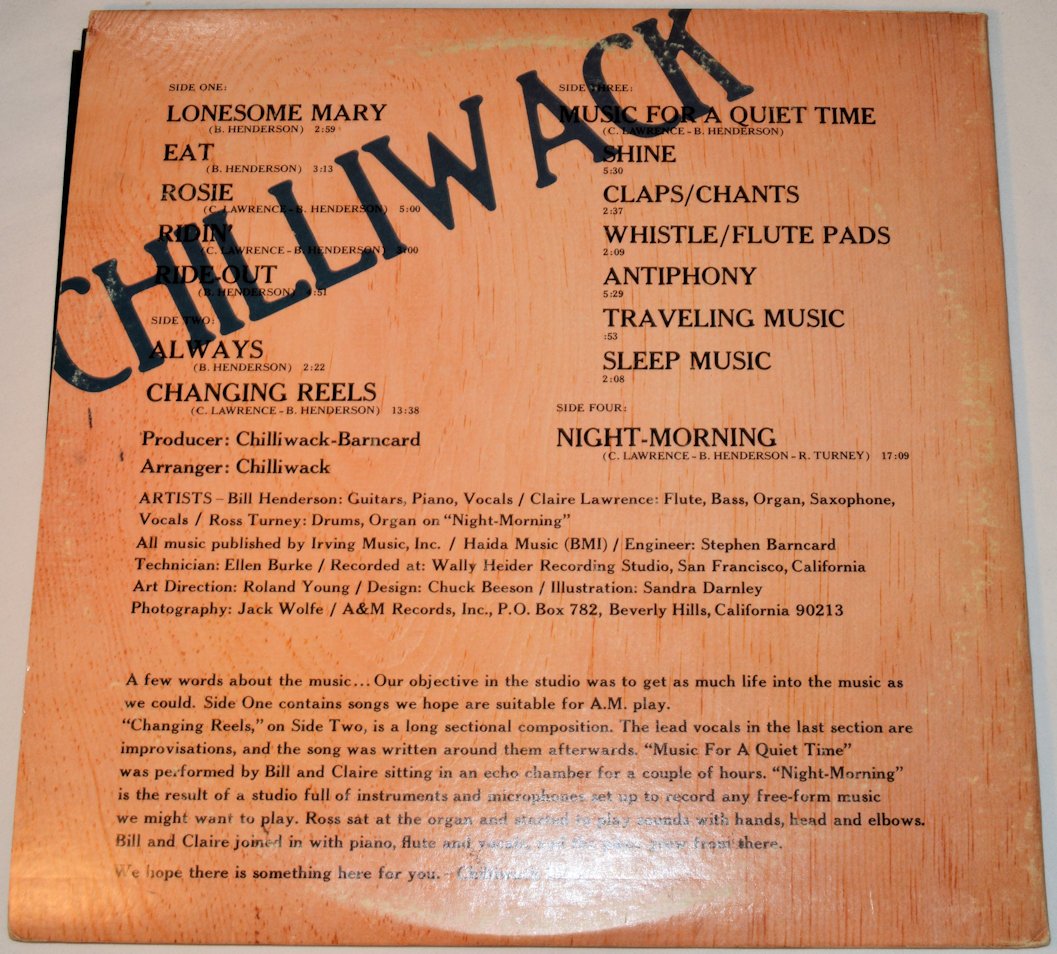 CHILLIWACK
SIDE ONE:
LONESOME MARY
(B. HENDERSON) 2:59
EAT
(B. HENDERSON) 3:13
ROSIE
(C. LAWRENCE - B. HENDERSON) 5:00
RIDIN'
(C. LAWRENCE - B. HENDERSON) 3:00
RIDE-OUT
(B. HENDERSON) :51
SIDE TWO:
ALWAYS
(B. HENDERSON) 2:22
CHANGING REELS
(C. LAWRENCE - B. HENDERSON) 13:38
SIDE THREE:
MUSIC FOR A QUIET TIME
(C. LAWRENCE - B. HENDERSON)
SHINE
5:30
CLAPS/CHANTS
2:37
WHISTLE/FLUTE PADS
2:09
ANTIPHONY
5:29
TRAVELING MUSIC
:53
SLEEP MUSIC
2:08
SIDE FOUR:
NIGHT-MORNING
(C. LAWRENCE - B. HENDERSON - R. TURNEY) 17:09
Producer: Chilliwack-Barncard
Arranger: Chilliwack
ARTISTS – Bill Henderson: Guitars, Piano, Vocals / Claire Lawrence: Flute, Bass, Organ, Saxophone,
Vocals / Ross Turney: Drums, Organ on “Night-Morning”
All music published by Irving Music, Inc. / Haida Music (BMI) / Engineer: Stephen Barncard
Technician: Ellen Burke / Recorded at: Wally Heider Recording Studio, San Francisco, California
Art Direction: Roland Young / Design: Chuck Beeson / Illustration: Sandra Darnley
Photography: Jack Wolfe / A&M Records, Inc., P.O. Box 782, Beverly Hills, California 90213
A few words about the music... Our objective in the studio was to get as much life into the music as
we could. Side One contains songs we hope are suitable for A.M. play.
“Changing Reels,” on Side Two, is a long sectional composition. The lead vocals in the last section are
improvisations, and the song was written around them afterwards. “Music For A Quiet Time”
was performed by Bill and Claire sitting in an echo chamber for a couple of hours. “Night-Morning”
is the result of a studio full of instruments and microphones set up to record any free-form music
we might want to play. Ross sat at the organ and started to play sounds with hands, head and elbows.
Bill and Claire joined in with piano, flute and vocals, and the piece grew from there.
We hope there is something here for you. – Chilliwack